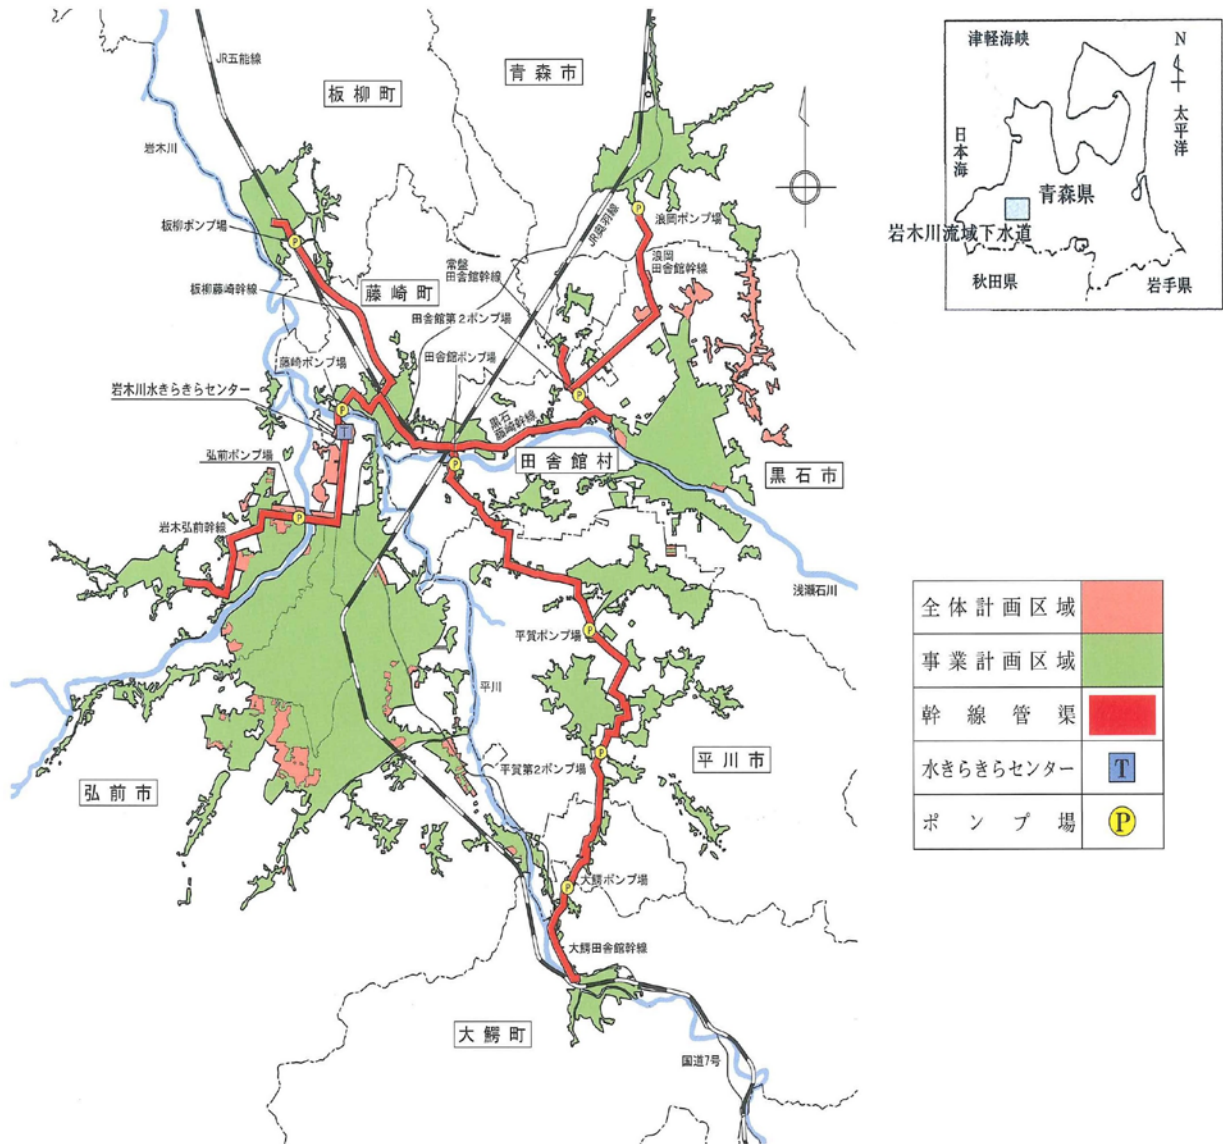 JR五能線
板柳町
青森市
岩木川
板柳ポンプ場
板柳藤崎幹線
藤崎町
常盤
田舎館幹線
JR奥羽線
浪岡ポンプ場
浪岡
田舎館幹線
田舎館第2ポンプ場
田舎館ポンプ場
藤崎ポンプ場
岩木川水きらきらセンター
T
弘前ポンプ場
岩木弘前幹線
黒石
藤崎幹線
田舎館村
黒石市
浅瀬石川
平賀ポンプ場
平川
平賀第2ポンプ場
平川市
弘前市
大鰐ポンプ場
大鰐田舎館幹線
大鰐町
国道7号
P
P
P
P
P
P
P
P
P
津軽海峡
N
太平洋
日本海
青森県
岩木川流域下水道
秋田県
岩手県
全体計画区域
事業計画区域
幹線管渠
水きらきらセンター
T
ポンプ場
P